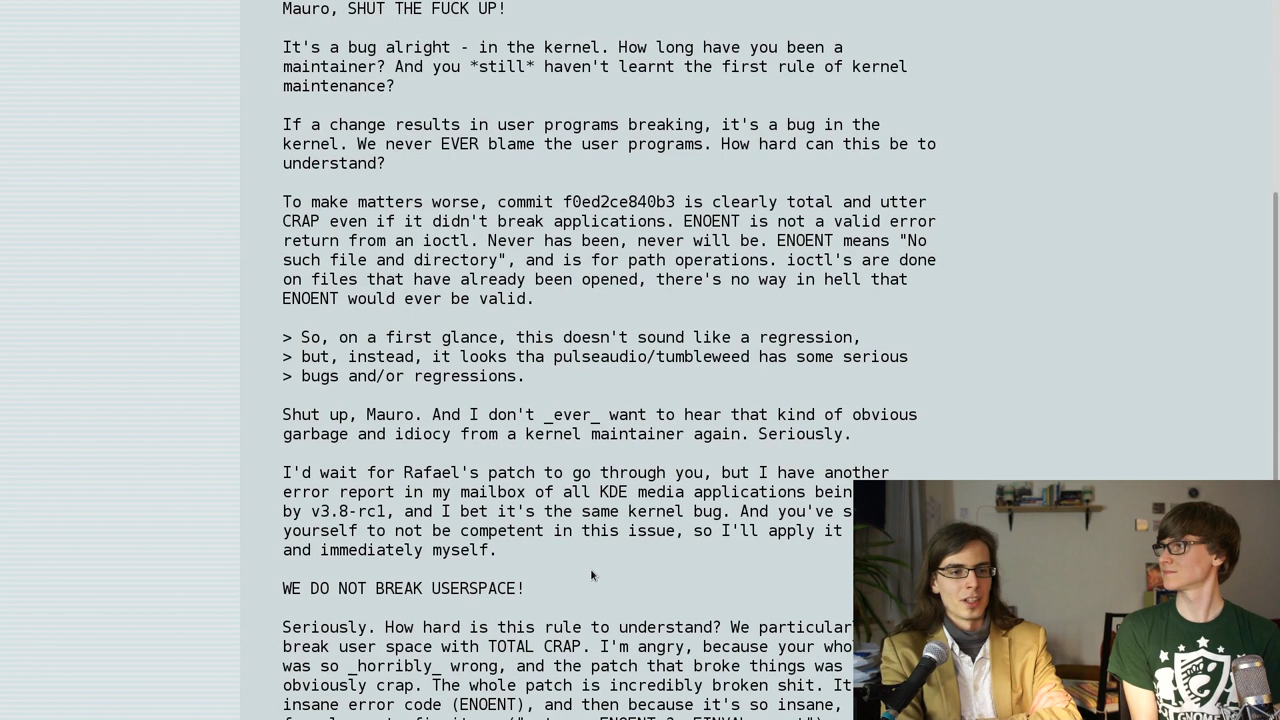 Mauro, SHUT THE FUCK UP!
It's a bug alright - in the kernel. How long have you been a
maintainer? And you *still* haven't learnt the first rule of kernel
maintenance?
If a change results in user programs breaking, it's a bug in the
kernel. We never EVER blame the user programs. How hard can this be to
understand?
To make matters worse, commit f0ed2ce840b3 is clearly total and utter
CRAP even if it didn't break applications. ENOENT is not a valid error
return from an ioctl. Never has been, never will be. ENOENT means "No
such file and directory", and is for path operations. ioctl's are done
on files that have already been opened, there's no way in hell that
ENOENT would ever be valid.
> So, on a first glance, this doesn't sound like a regression,
> but, instead, it looks tha pulseaudio/tumbleweed has some serious
> bugs and/or regressions.
Shut up, Mauro. And I don't _ever_ want to hear that kind of obvious
garbage and idiocy from a kernel maintainer again. Seriously.
I'd wait for Rafael's patch to go through you, but I have another
error report in my mailbox of all KDE media applications bein
by v3.8-rc1, and I bet it's the same kernel bug. And you've s
yourself to not be competent in this issue, so I'll apply it
and immediately myself.
WE DO NOT BREAK USERSPACE!
Seriously. How hard is this rule to understand? We particular
break user space with TOTAL CRAP. I'm angry, because your who
was so _horribly_ wrong, and the patch that broke things was
obviously crap. The whole patch is incredibly broken shit. It
insane error code (ENOENT), and then because it's so insane,
GNOME